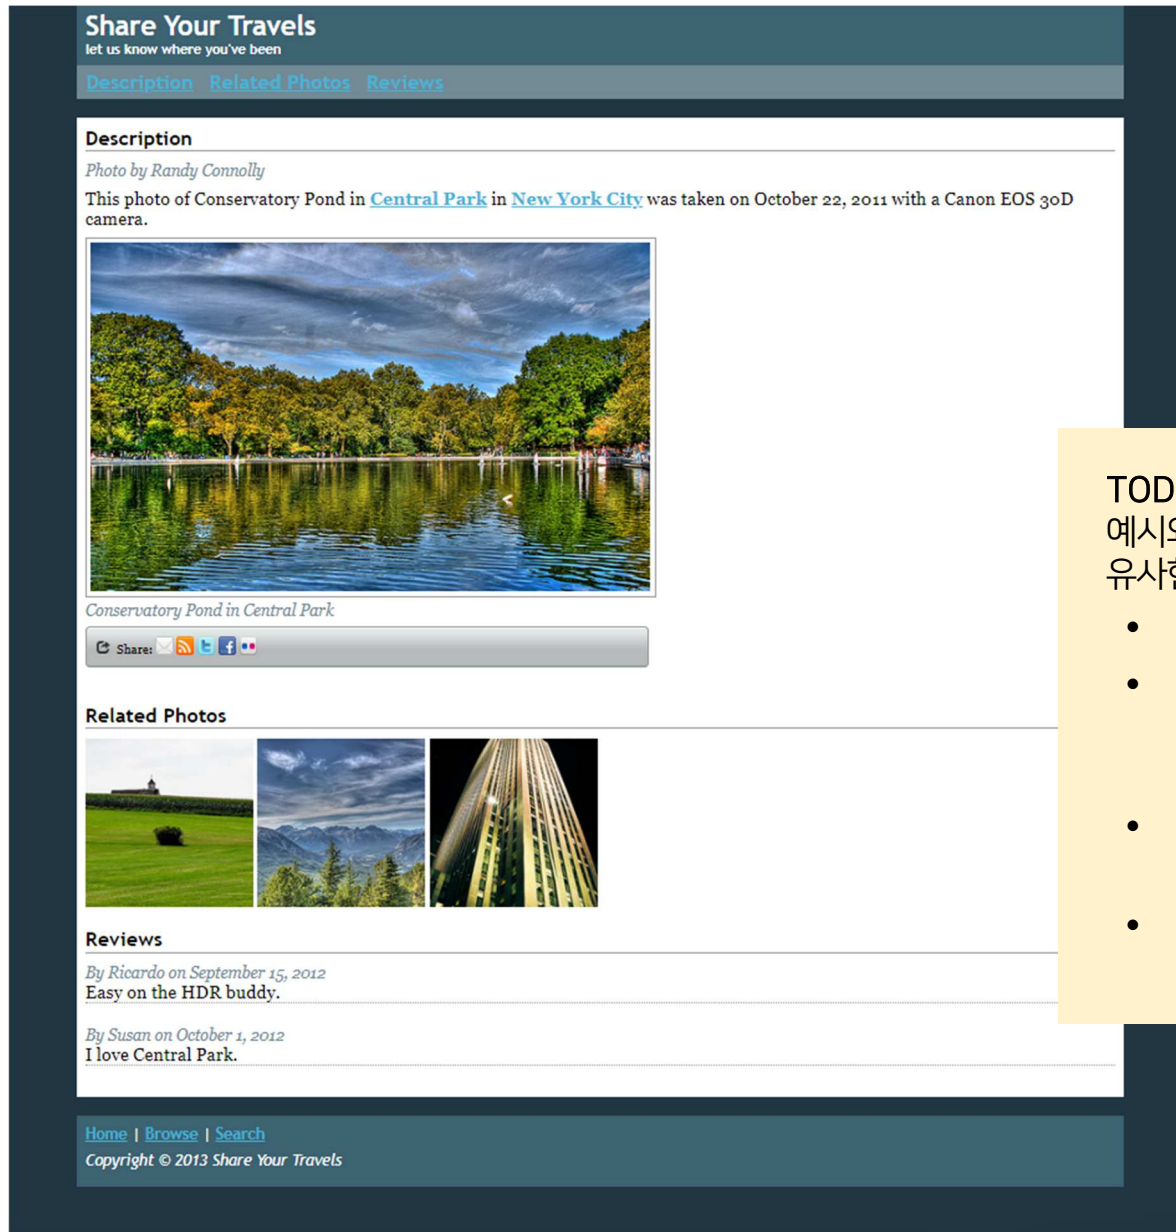 Share Your Travels
let us know where you've been
Description Related Photos Reviews
Description
Photo by Randy Connolly
This photo of Conservatory Pond in Central Park in New York City was taken on October 22, 2011 with a Canon EOS 30D
camera.
Conservatory Pond in Central Park
Share:
Related Photos
Reviews
By Ricardo on September 15, 2012
Easy on the HDR buddy.
By Susan on October 1, 2012
I love Central Park.
Home | Browse | Search
Copyright © 2013 Share Your Travels
TOD
예시와
유사한